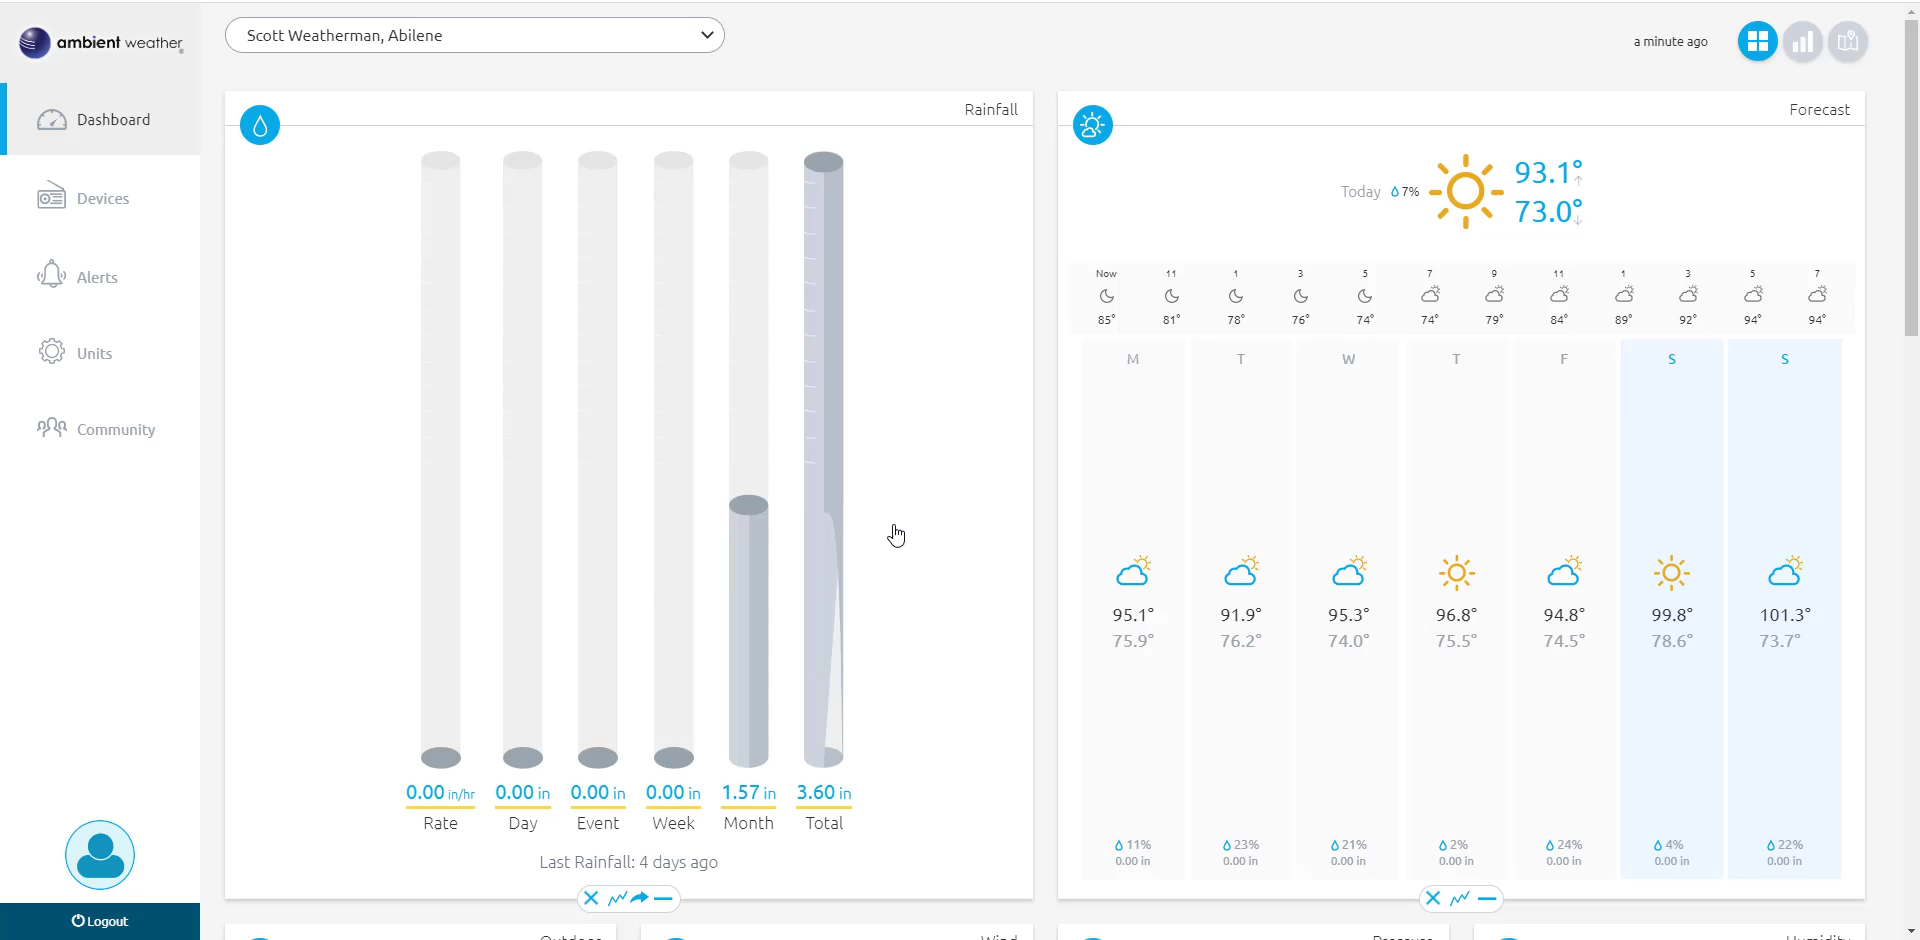 ambient weather
Scott Weatherman, Abilene
a minute ago
Dashboard
Devices
Alerts
Units
Community
Logout
Rainfall
0.00 in/hr
0.00 in
0.00 in
0.00 in
1.57 in
3.60 in
Rate
Day
Event
Week
Month
Total
Last Rainfall: 4 days ago
Forecast
Today 7% 93.1°
73.0°
Now 11 1 3 5 7 9 11 1 3 5 7
85° 81° 78° 76° 74° 74° 79° 84° 89° 92° 94° 94°
M T W T F S S
95.1° 91.9° 95.3° 96.8° 94.8° 99.8° 101.3°
75.9° 76.2° 74.0° 75.5° 74.5° 78.6° 73.7°
11% 23% 21% 2% 24% 4% 22%
0.00 in 0.00 in 0.00 in 0.00 in 0.00 in 0.00 in 0.00 in